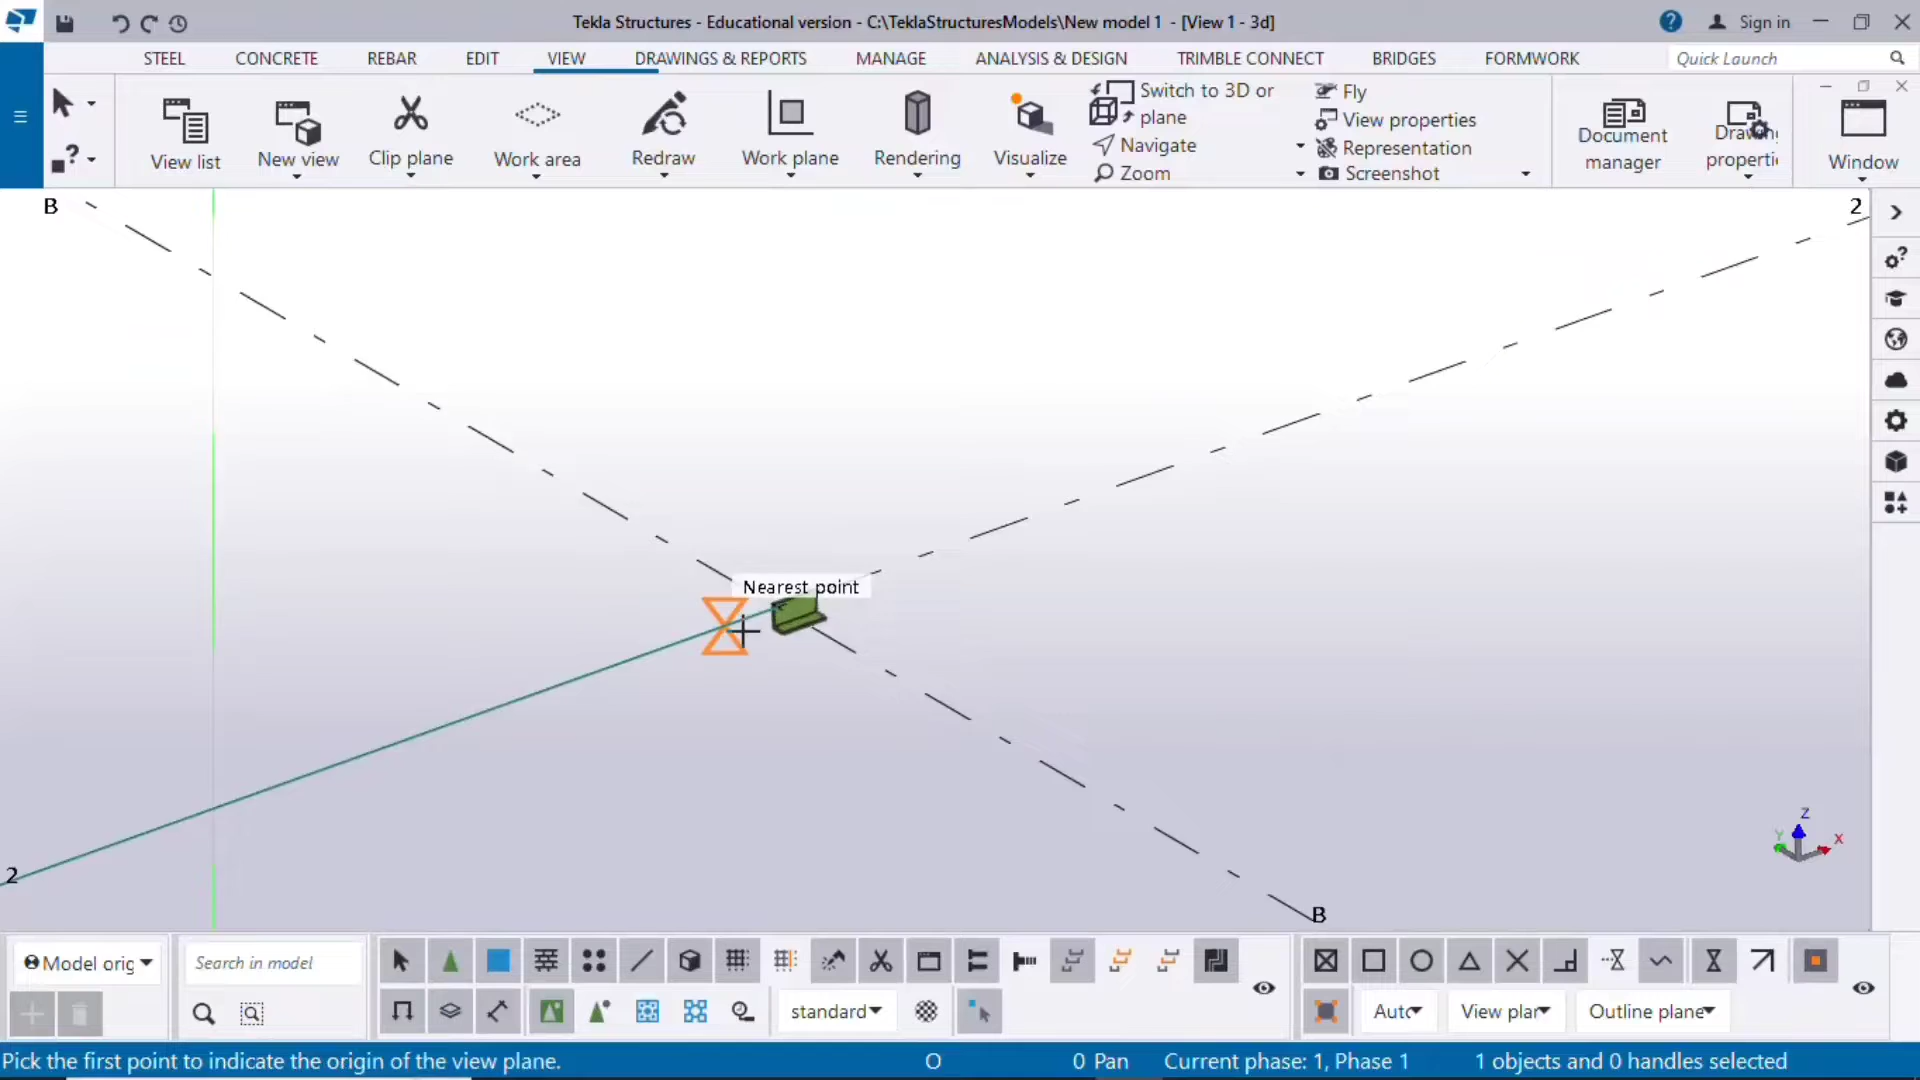 Tekla Structures - Educational version - C:\TeklaStructuresModels\New model 1 - [View 1 - 3d]
Sign in
STEEL CONCRETE REBAR EDIT VIEW DRAWINGS & REPORTS MANAGE ANALYSIS & DESIGN TRIMBLE CONNECT BRIDGES FORMWORK Quick Launch
View list
New view
Clip plane
Work area
Redraw
Work plane
Rendering
Visualize
Switch to 3D or
plane
Navigate
Zoom
Fly
View properties
Representation
Screenshot
Document
manager
properti
Window
B
2
Nearest point
2
B
Z
Y
X
Model orig
Search in model
standard
Auto
View plan
Outline plane
Pick the first point to indicate the origin of the view plane.
O
0 Pan
Current phase: 1, Phase 1
1 objects and 0 handles selected